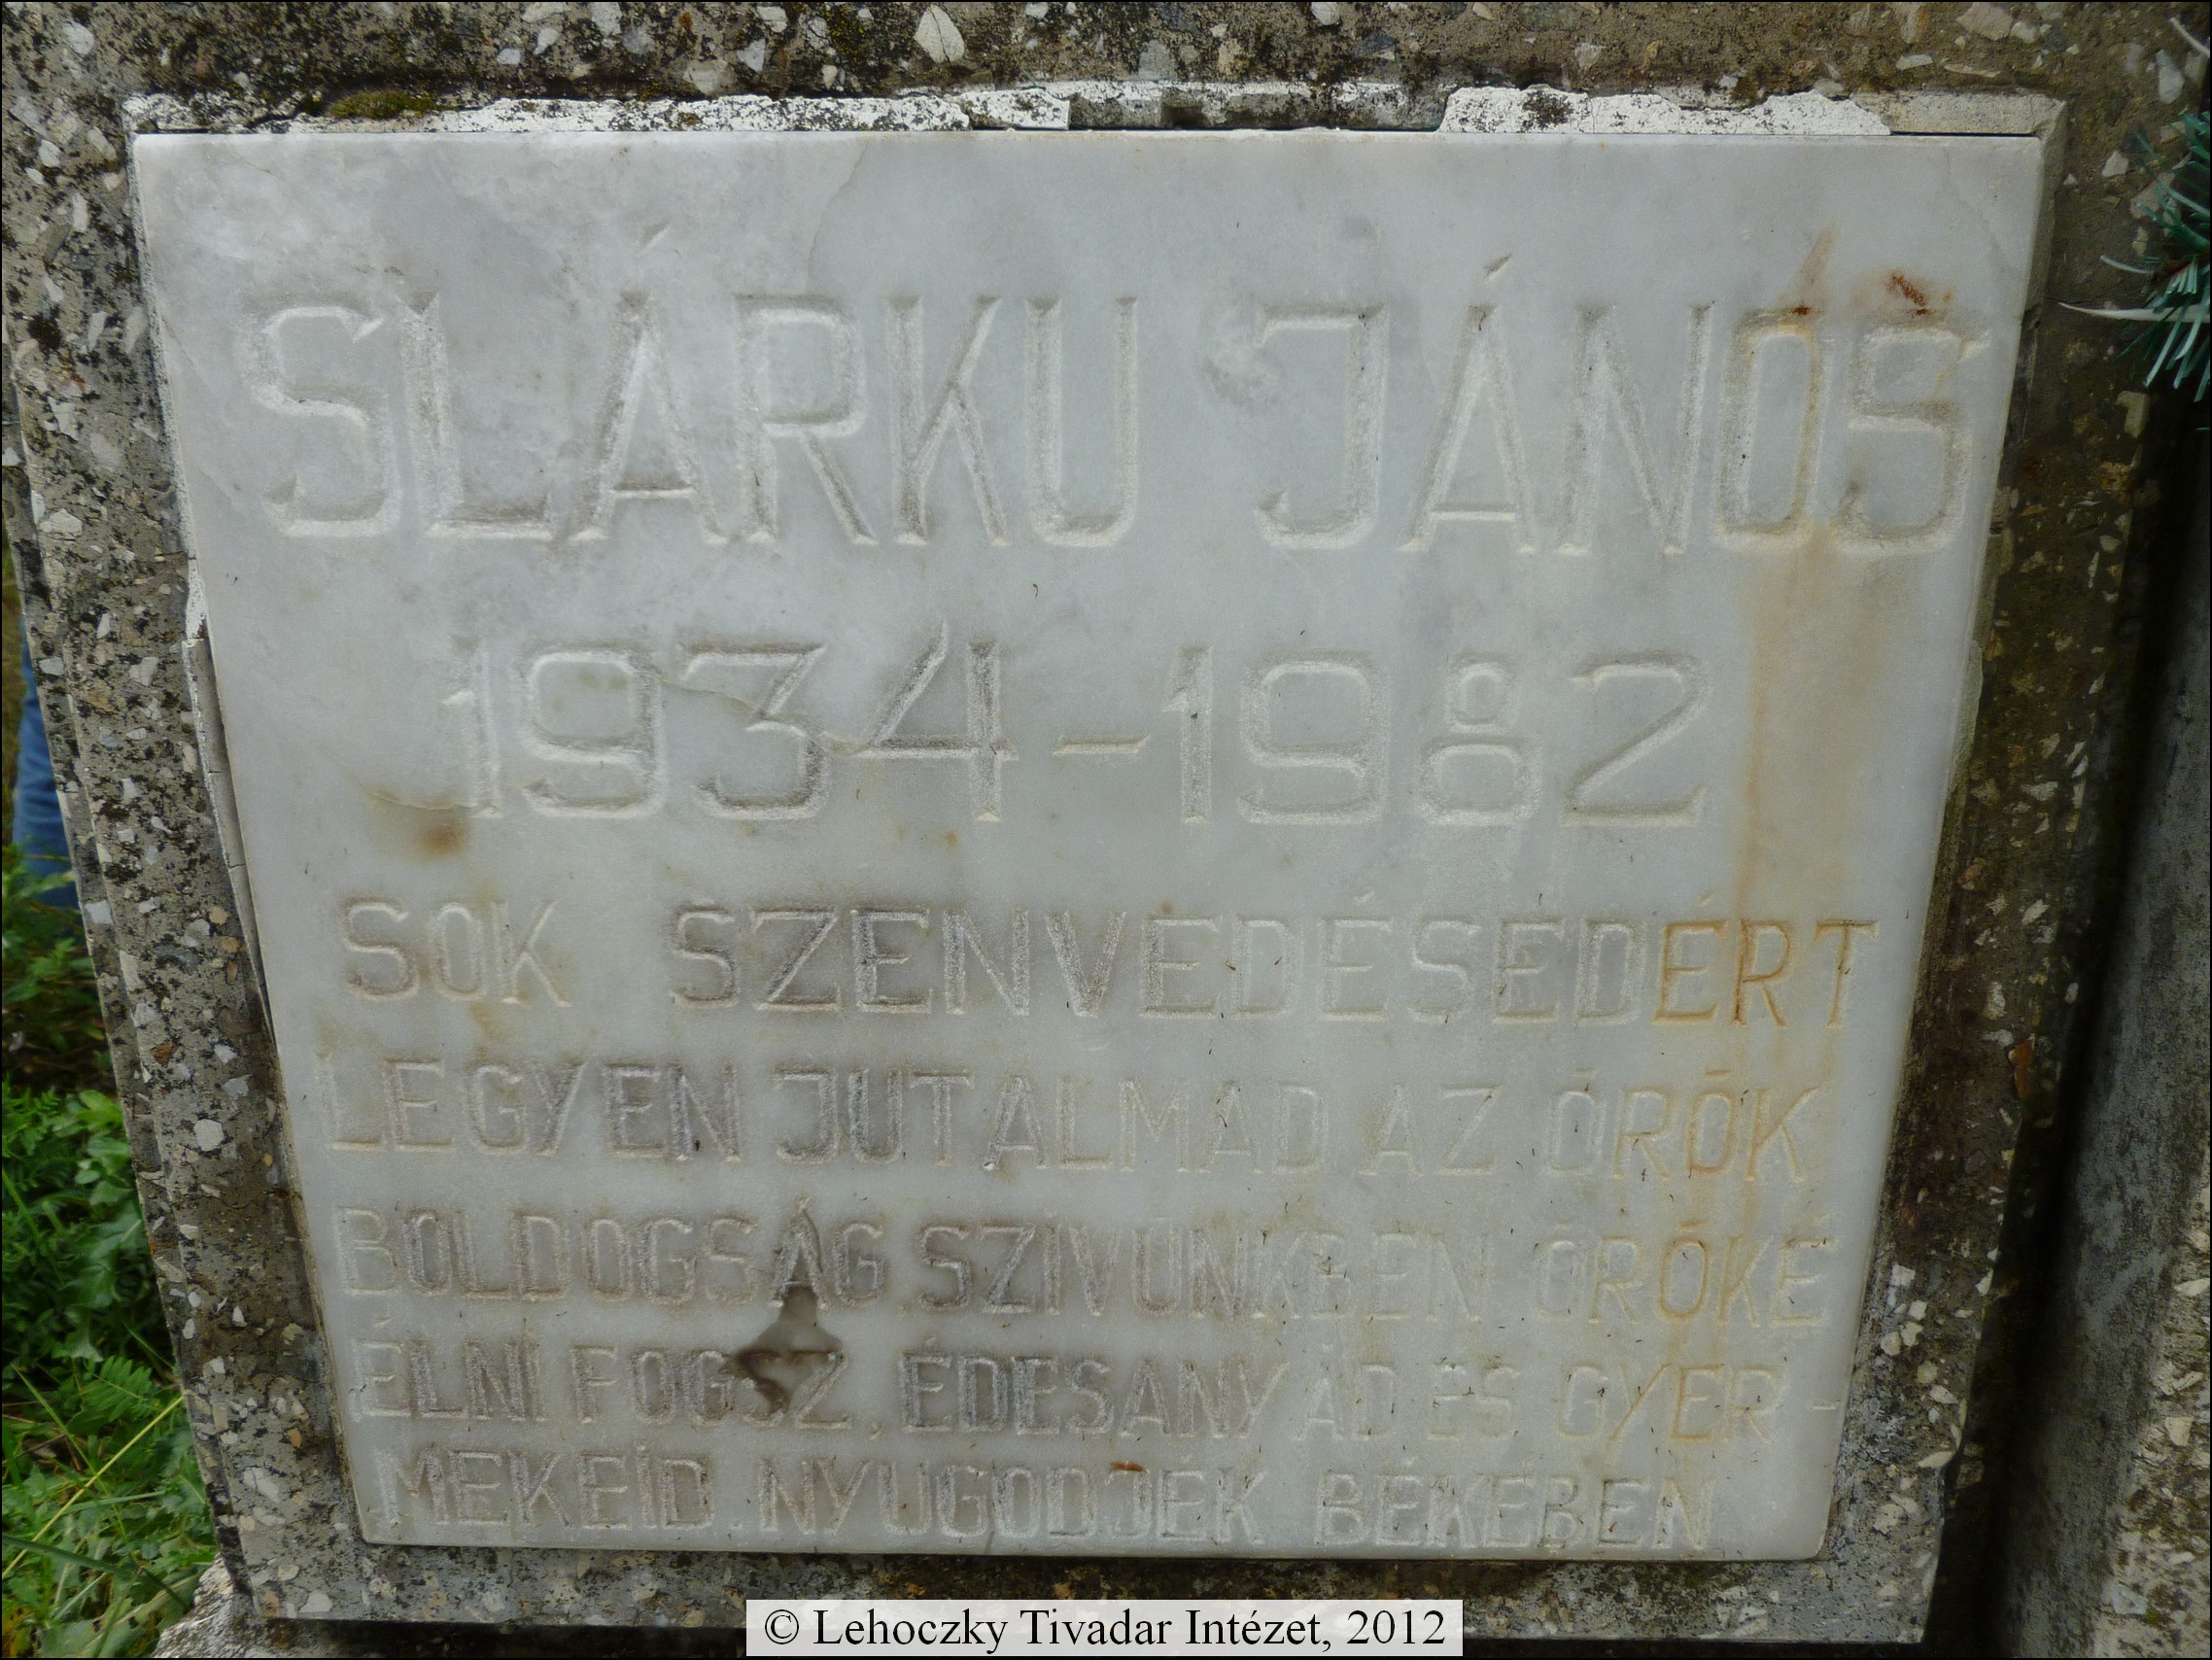 SLÁRKU JÁNOS
1934-1982
SOK SZENVEDÉSEDÉRT
LEGYEN JUTALMAD AZ ÖRÖK
BOLDOGSÁG. SZÍVÜNKBEN ÖRÖKÉ
ÉLNI FOGSZ. ÉDESANYÁD ÉS GYER-
MEKEID. NYUGODJÉK BÉKÉBEN
© Lehoczky Tivadar Intézet, 2012